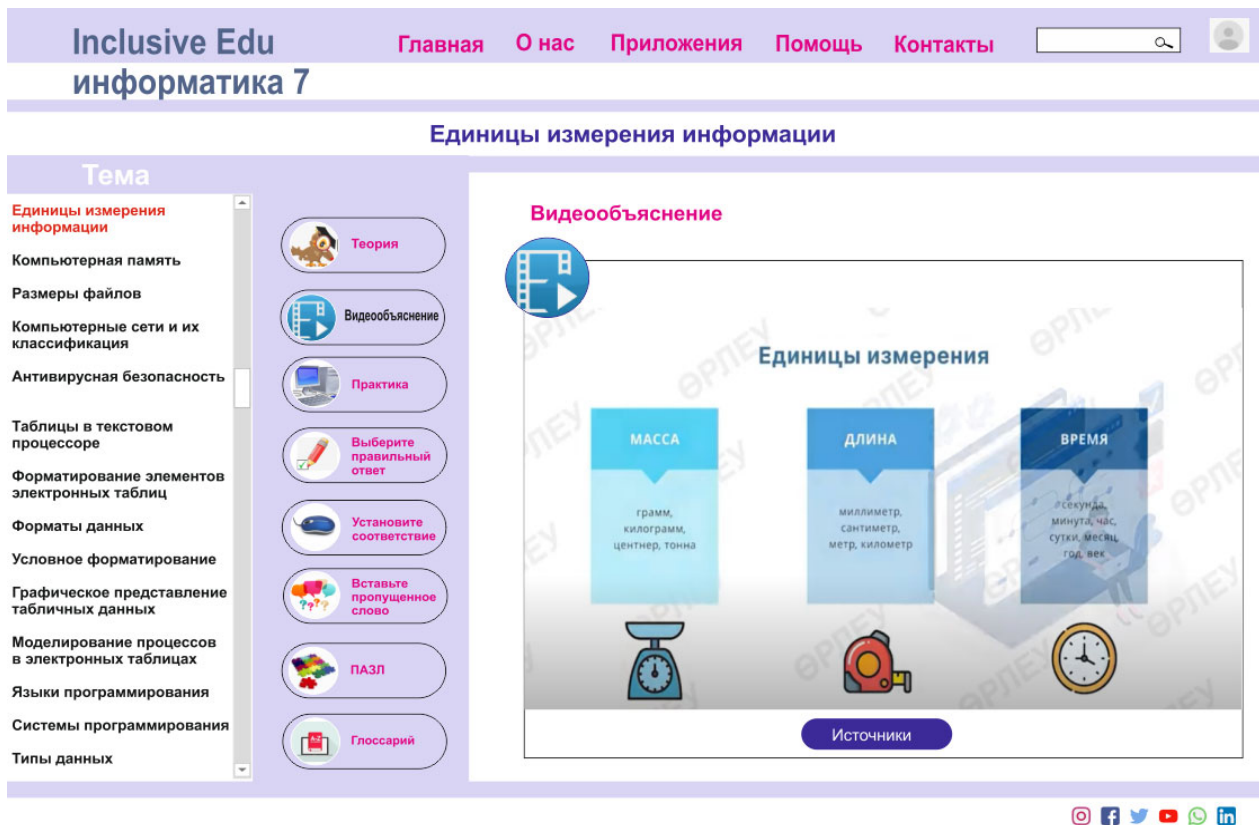 Inclusive Edu
информатика 7
Главная
О нас
Приложения
Помощь
Контакты
Единицы измерения информации
Тема
Единицы измерения
информации
Компьютерная память
Размеры файлов
Компьютерные сети и их
классификация
Антивирусная безопасность
Таблицы в текстовом
процессоре
Форматирование элементов
электронных таблиц
Форматы данных
Условное форматирование
Графическое представление
табличных данных
Моделирование процессов
в электронных таблицах
Языки программирования
Системы программирования
Типы данных
Теория
Видеообъяснение
Практика
Выберите
правильный
ответ
Установите
соответствие
Вставьте
пропущенное
слово
ПАЗЛ
Глоссарий
Видеообъяснение
Единицы измерения
МАССА
грамм,
килограмм,
центнер, тонна
ДЛИНА
миллиметр,
сантиметр,
метр, километр
ВРЕМЯ
секунда,
минута, час,
сутки, месяц,
год, век
ӨРЛЕУ
Источники